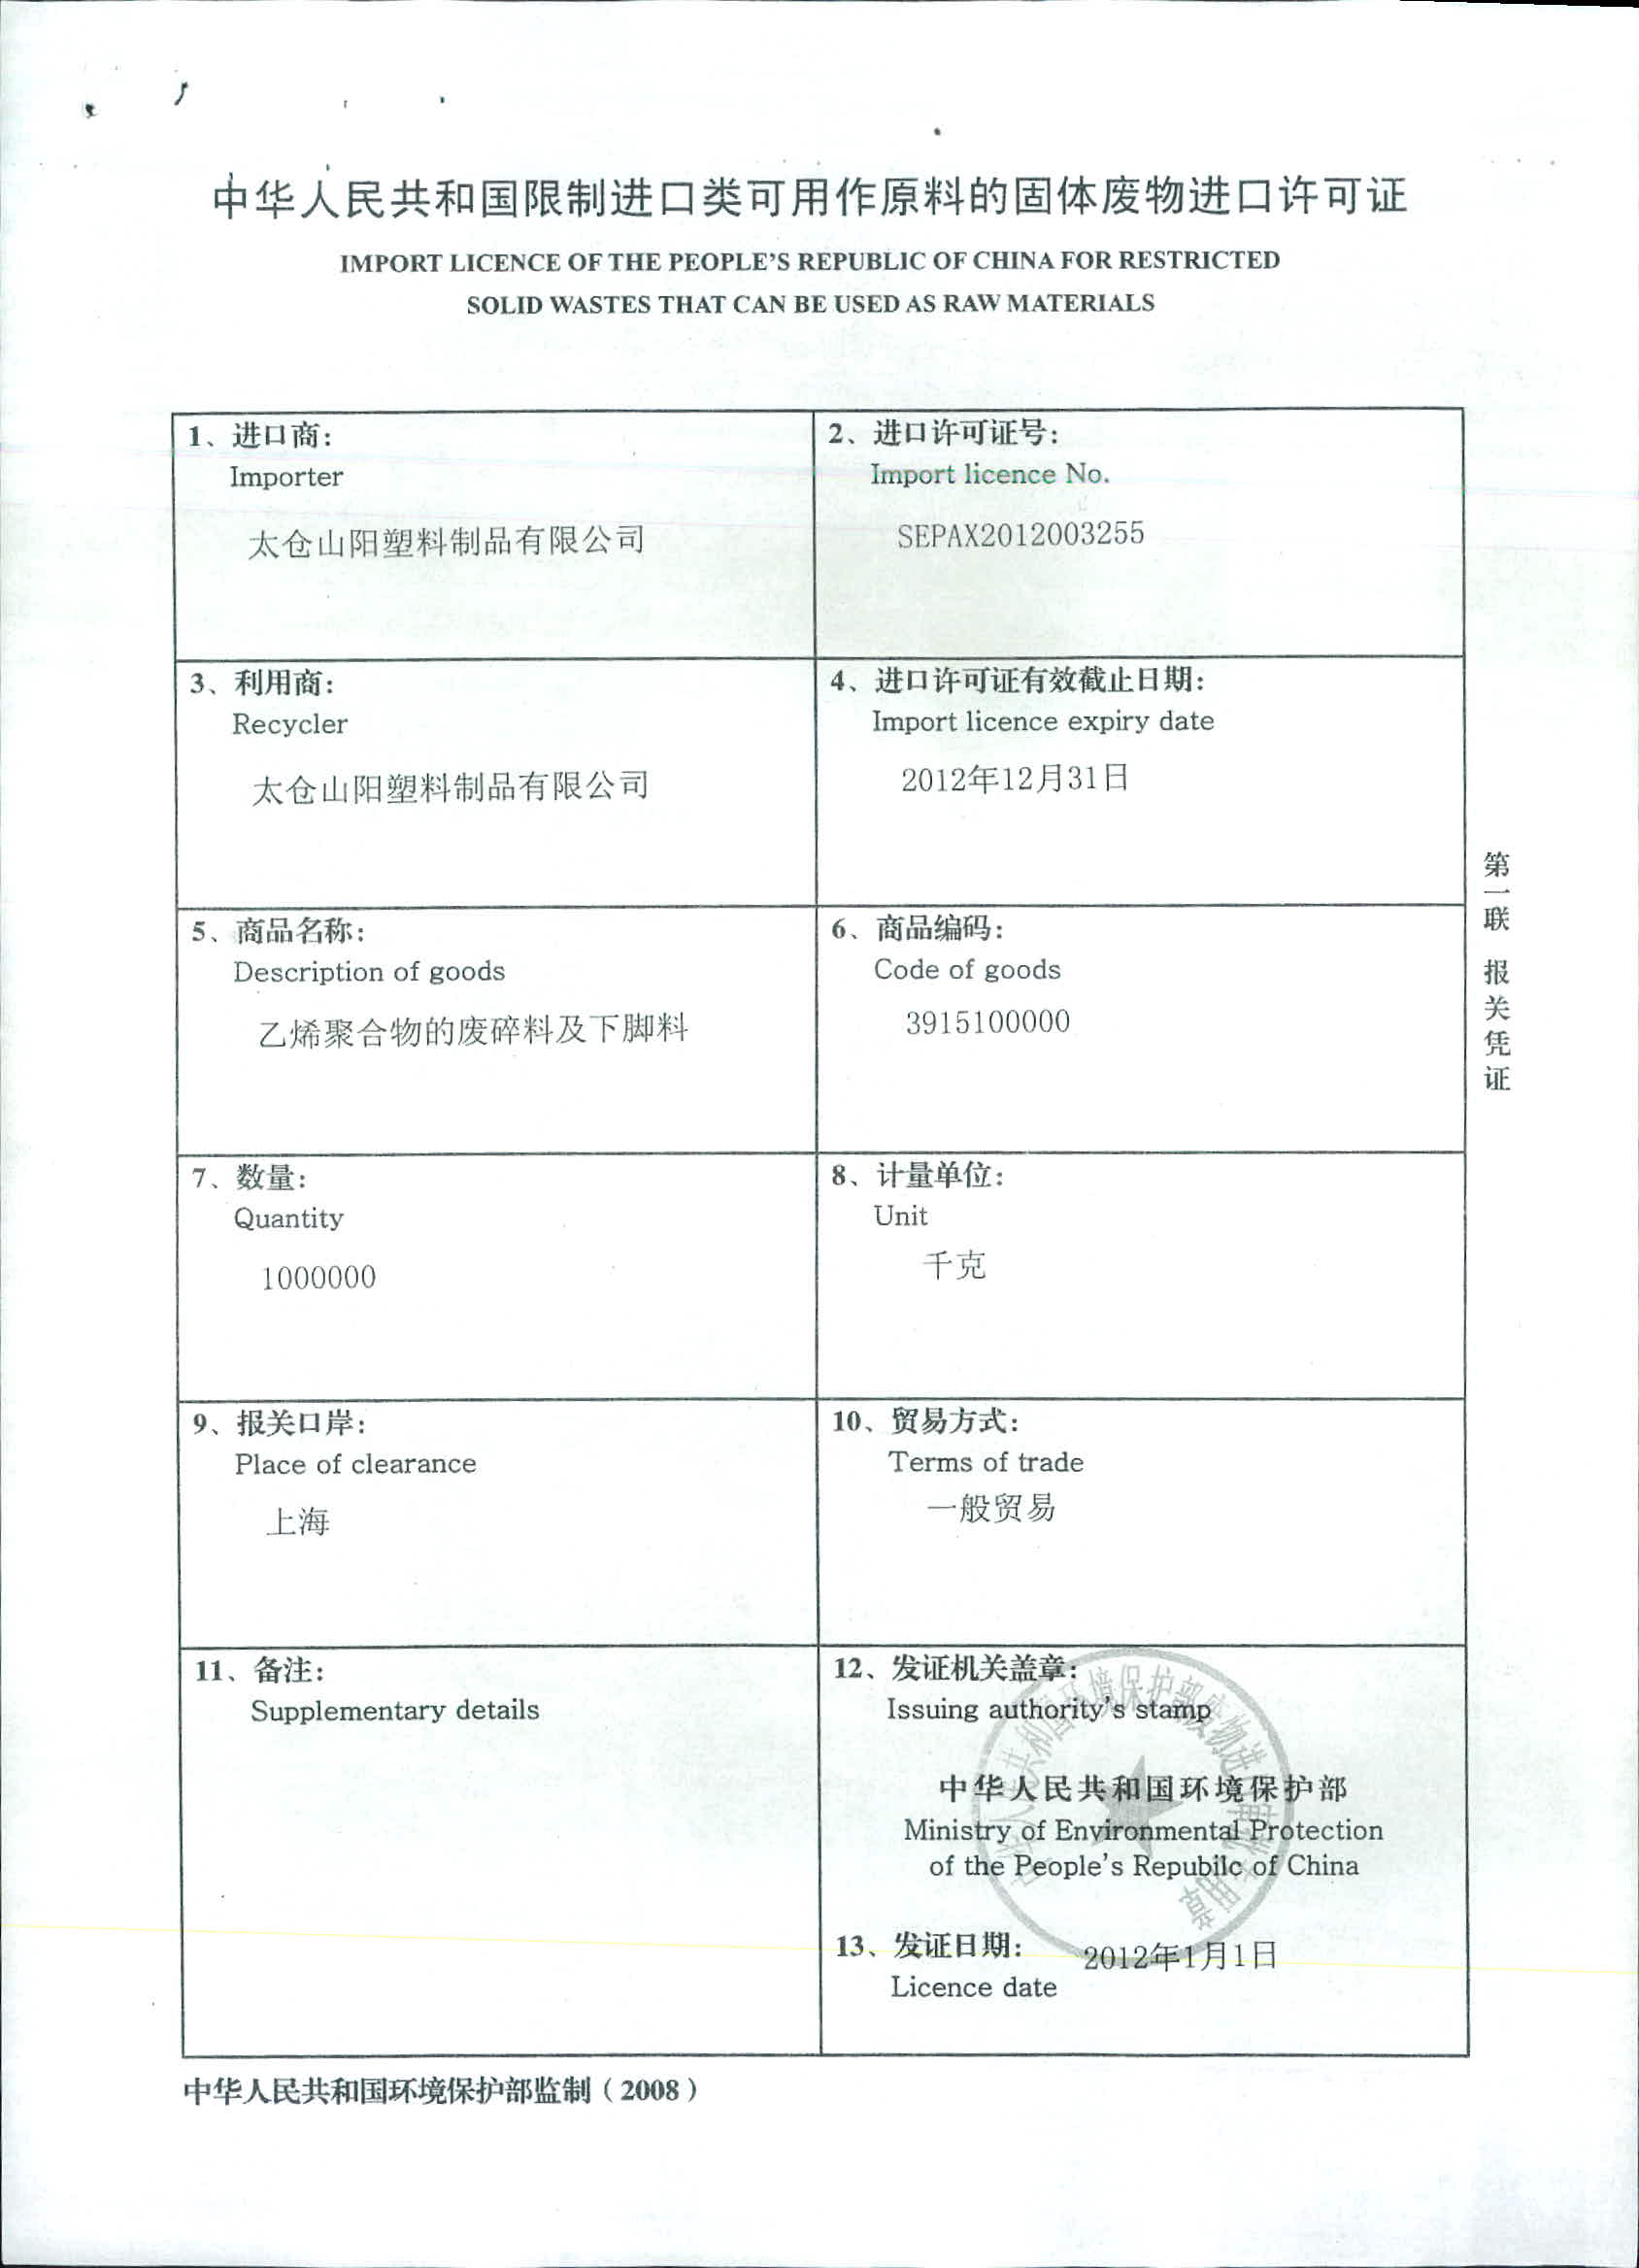 中华人民共和国限制进口类可用作原料的固体废物进口许可证
IMPORT LICENCE OF THE PEOPLE'S REPUBLIC OF CHINA FOR RESTRICTED
SOLID WASTES THAT CAN BE USED AS RAW MATERIALS
1、进口商：
Importer
太仓山阳塑料制品有限公司
2、进口许可证号：
Import licence No.
SEPAX2012003255
3、利用商：
Recycler
太仓山阳塑料制品有限公司
4、进口许可证有效截止日期：
Import licence expiry date
2012年12月31日
5、商品名称：
Description of goods
乙烯聚合物的废碎料及下脚料
6、商品编码：
Code of goods
3915100000
7、数量：
Quantity
1000000
8、计量单位：
Unit
千克
9、报关口岸：
Place of clearance
上海
10、贸易方式：
Terms of trade
一般贸易
11、备注：
Supplementary details
12、发证机关盖章：
Issuing authority's stamp
中华人民共和国环境保护部
Ministry of Environmental Protection
of the People's Repubilc of China
13、发证日期：
2012年1月1日
Licence date
第一联 报关凭证
中华人民共和国环境保护部监制（2008）